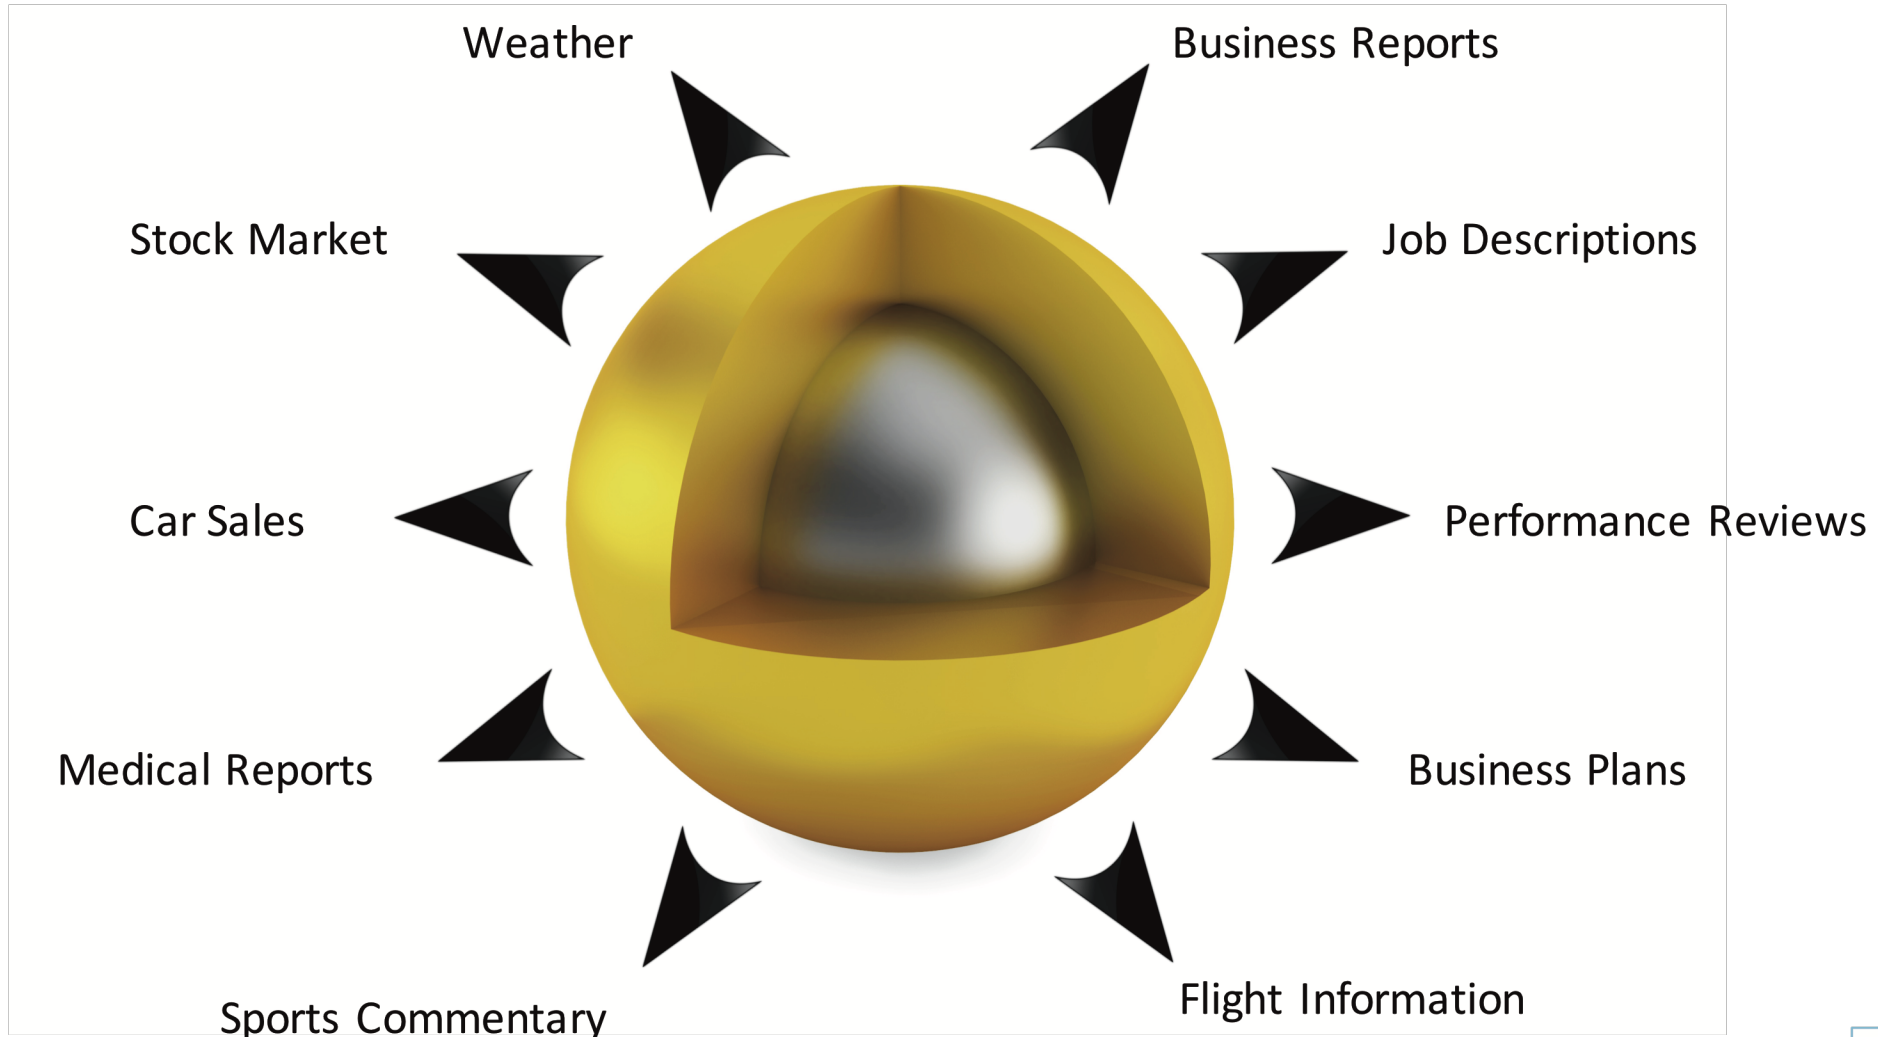 Weather
Business Reports
Stock Market
Job Descriptions
Car Sales
Performance Reviews
Medical Reports
Business Plans
Flight Information
Sports Commentary